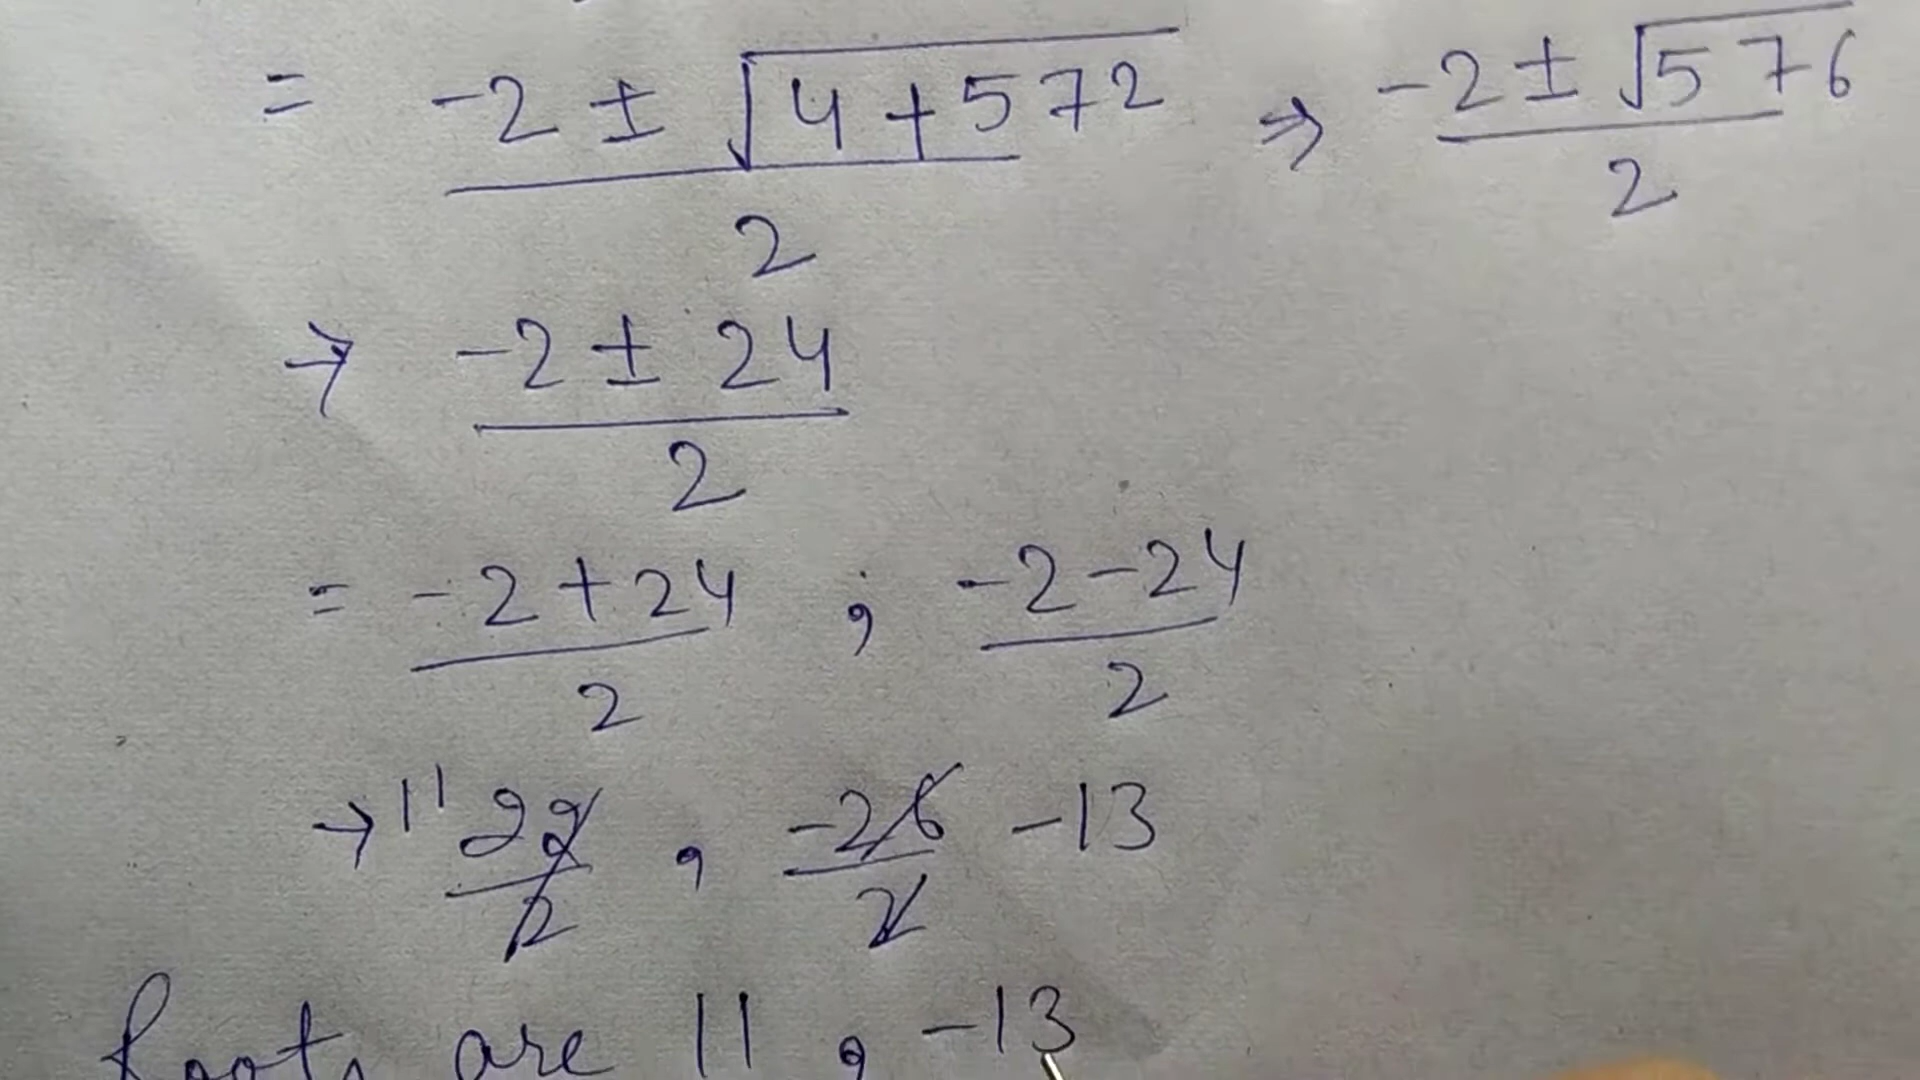 = -2 ± √4+572 / 2 ⇒ -2 ± √576 / 2
→ -2 ± 24 / 2
= -2+24 / 2 ; -2-24 / 2
→ 11 22/2 , -26/2 -13
Roots are 11 , -13